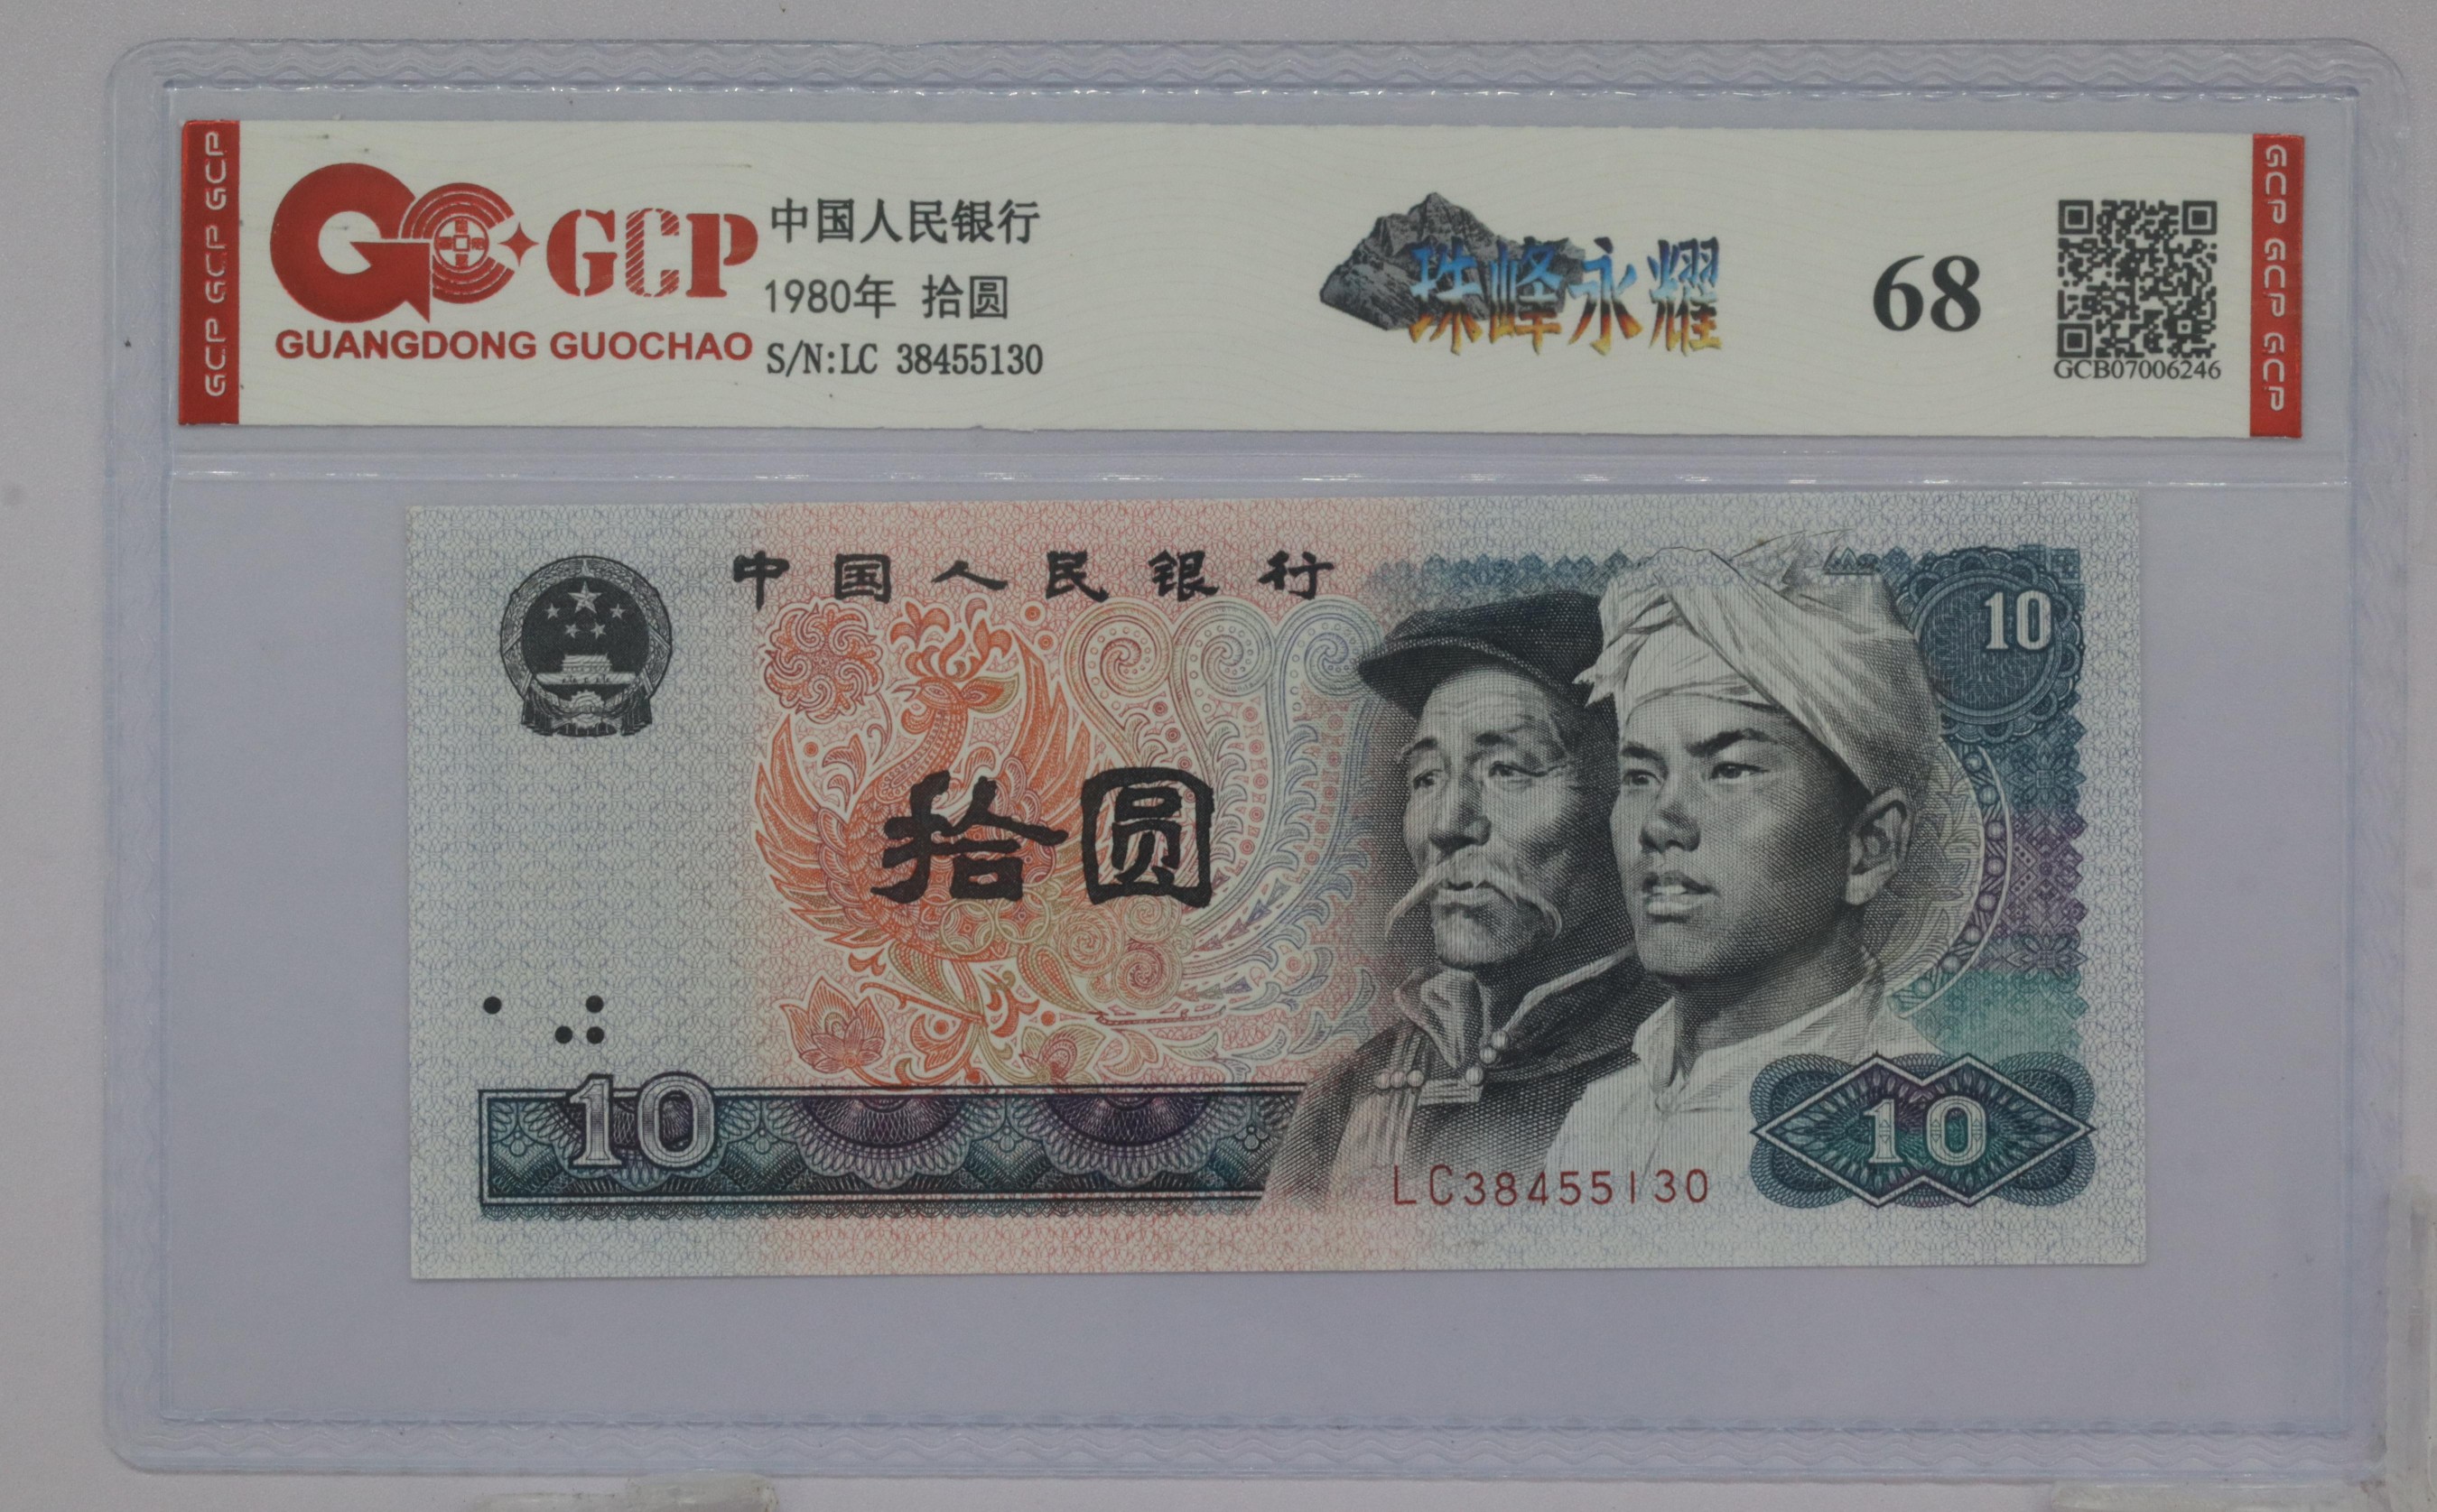 GCP GCP GCP
GCP
GUANGDONG GUOCHAO
中国人民银行
1980年 拾圆
S/N:LC 38455130
珠峰永耀
68
GCB07006246
GCP GCP GCP
中国人民银行
10
拾圆
10
LC38455130
10